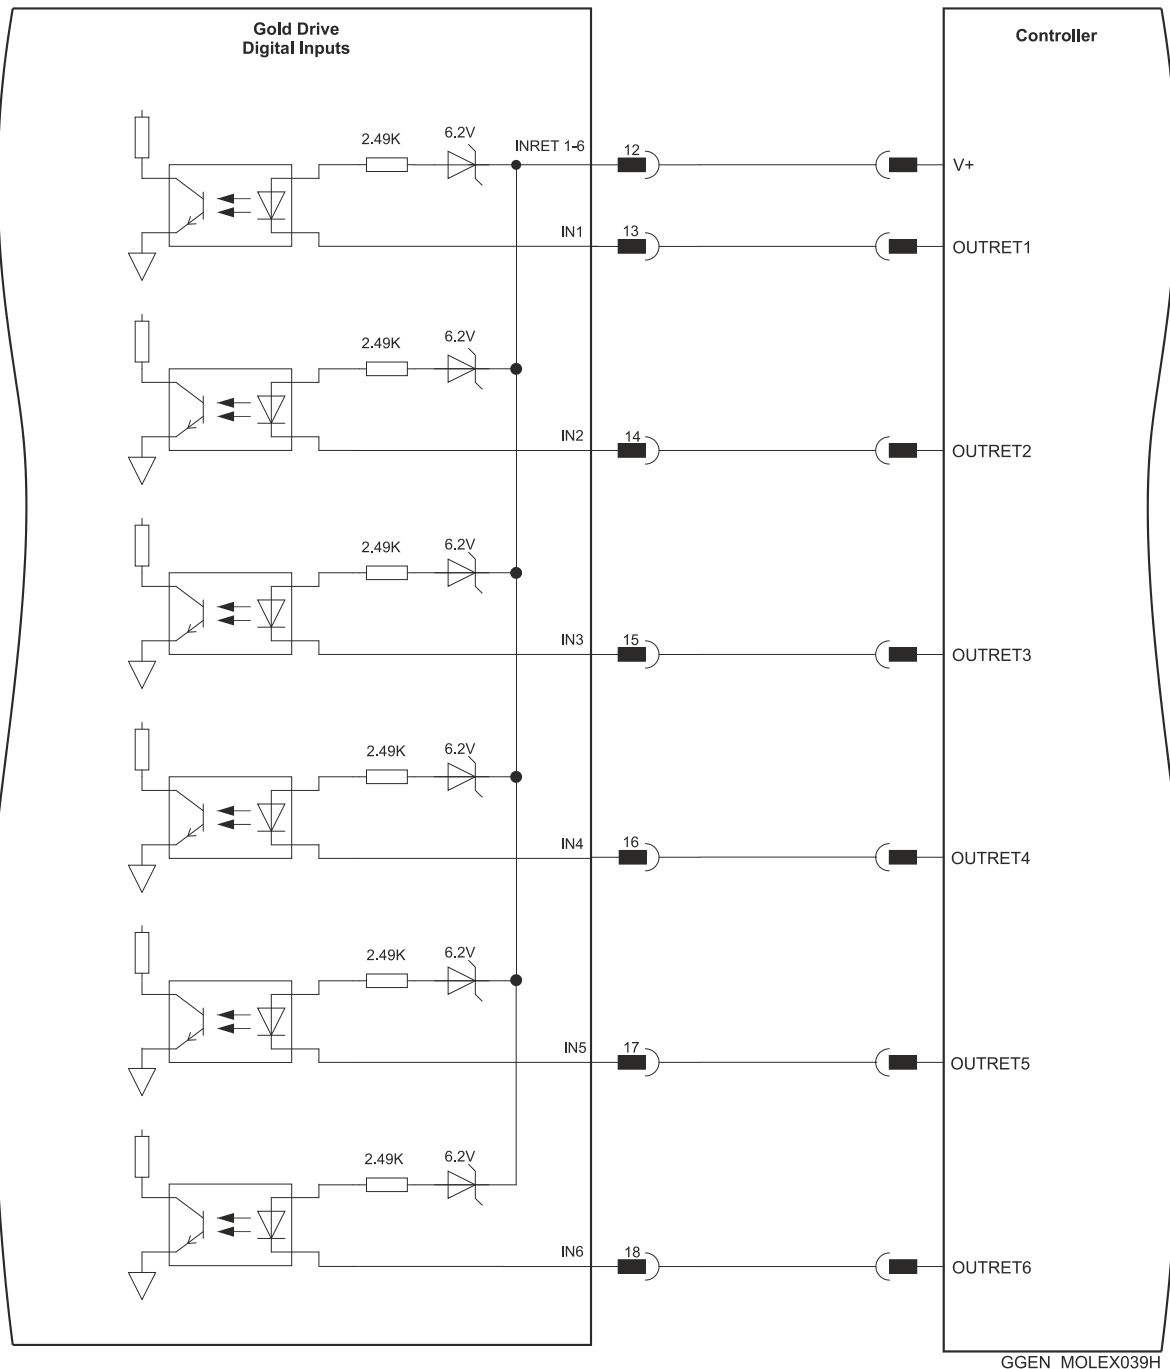 Gold Drive
Digital Inputs
Controller
2.49K
6.2V
INRET 1-6
12
V+
IN1
13
OUTRET1
2.49K
6.2V
IN2
14
OUTRET2
2.49K
6.2V
IN3
15
OUTRET3
2.49K
6.2V
IN4
16
OUTRET4
2.49K
6.2V
IN5
17
OUTRET5
2.49K
6.2V
IN6
18
OUTRET6
GGEN_MOLEX039H